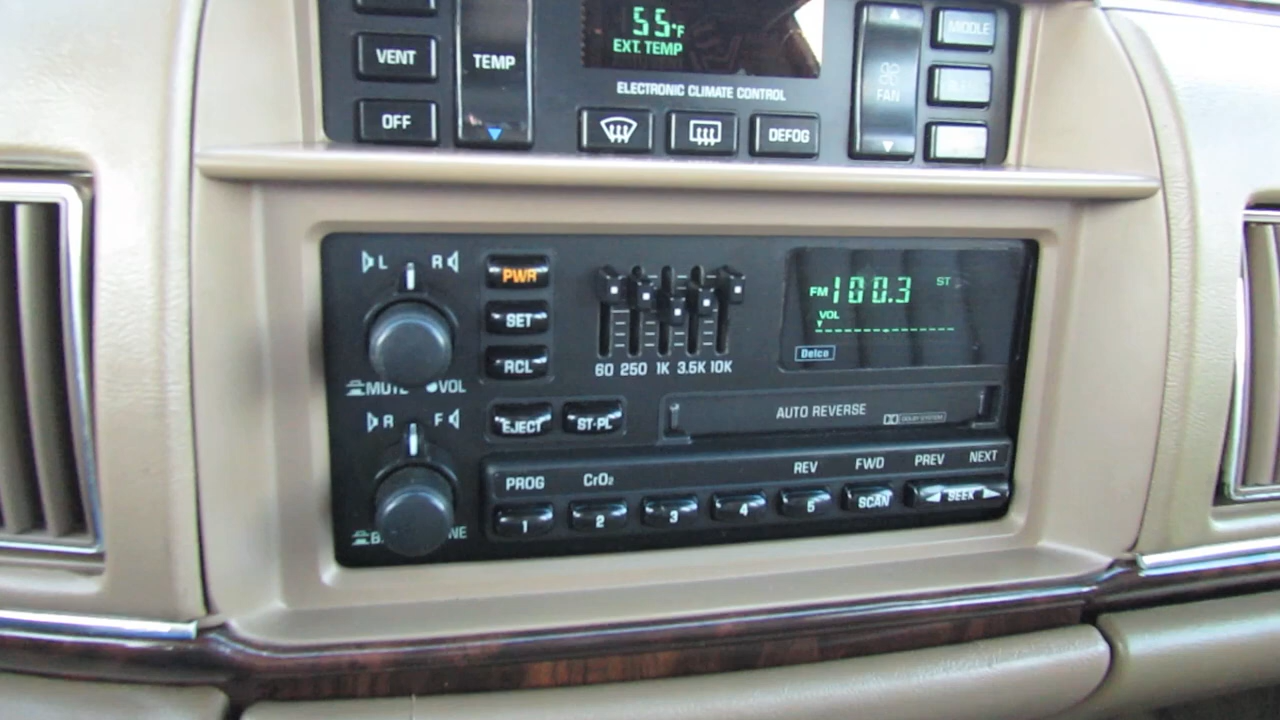 55°F
EXT. TEMP
MIDDLE
VENT
TEMP
FAN
ELECTRONIC CLIMATE CONTROL
OFF
DEFOG
L R
PWR
FM 100.3 ST
SET
VOL
RCL
Delco
60 250 1K 3.5K 10K
MUTE VOL
R F
EJECT
ST-PL
AUTO REVERSE
DOLBY SYSTEM
PROG CrO₂ REV FWD PREV NEXT
1 2 3 4 5 SCAN SEEK